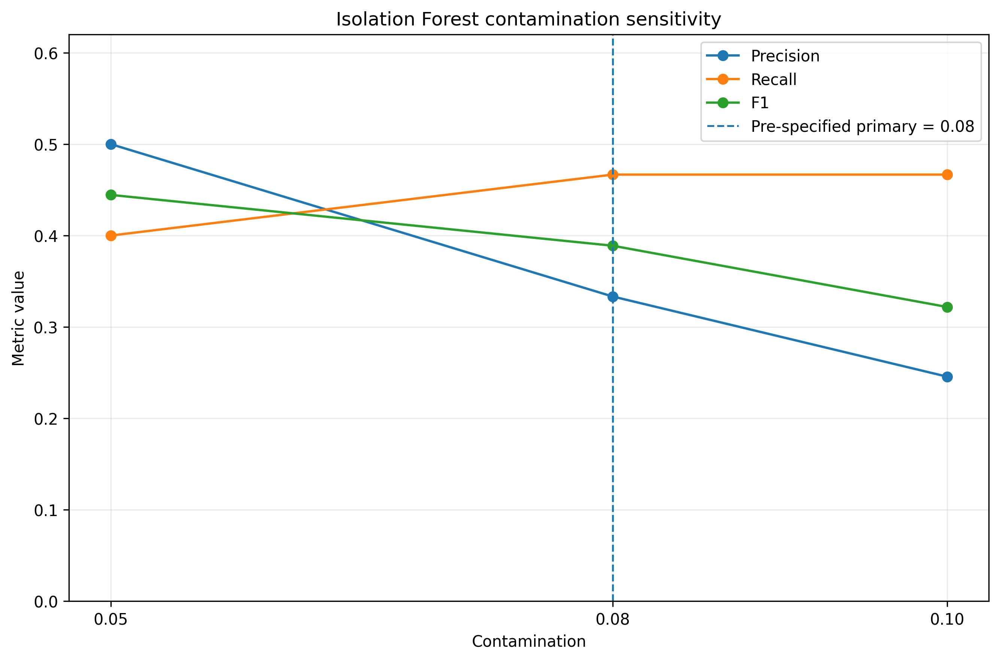 Isolation Forest contamination sensitivity
Precision
Recall
F1
Pre-specified primary = 0.08
Metric value
0.6
0.5
0.4
0.3
0.2
0.1
0.0
0.05
0.08
0.10
Contamination